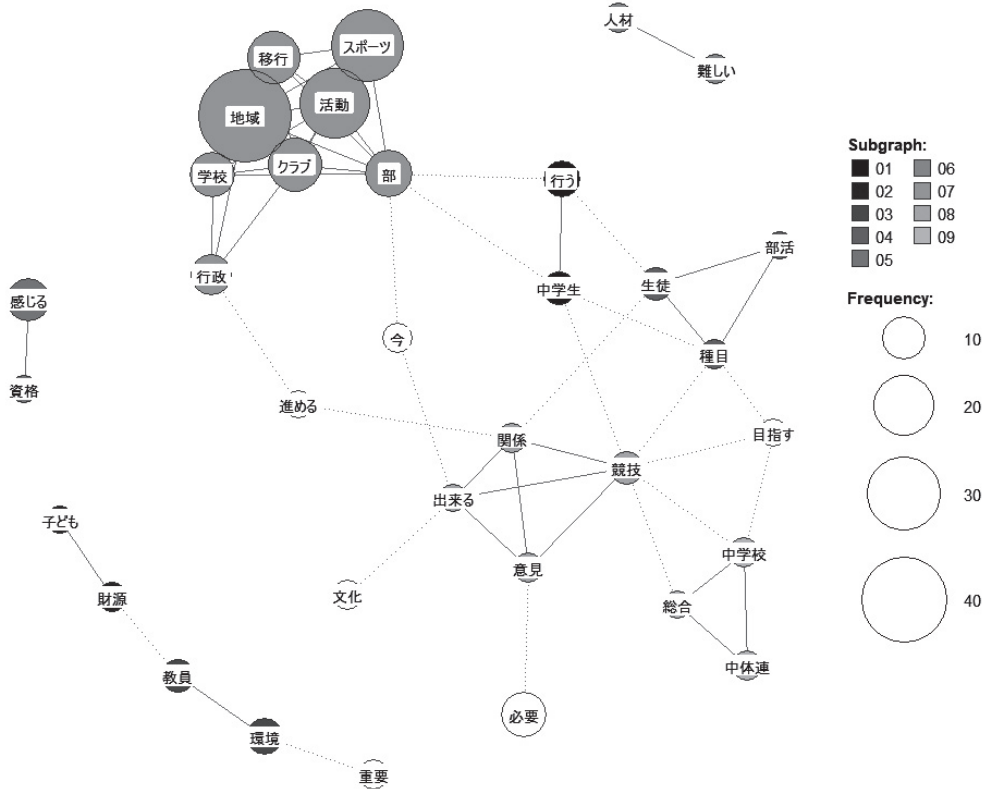 人材
難しい
スポーツ
移行
活動
地域
クラブ
学校
部
行う
行政
中学生
生徒
部活
感じる
資格
今
種目
進める
関係
目指す
競技
出来る
子ども
意見
中学校
財源
文化
総合
中体連
教員
必要
環境
重要
Subgraph:
01 06
02 07
03 08
04 09
05
Frequency:
10
20
30
40